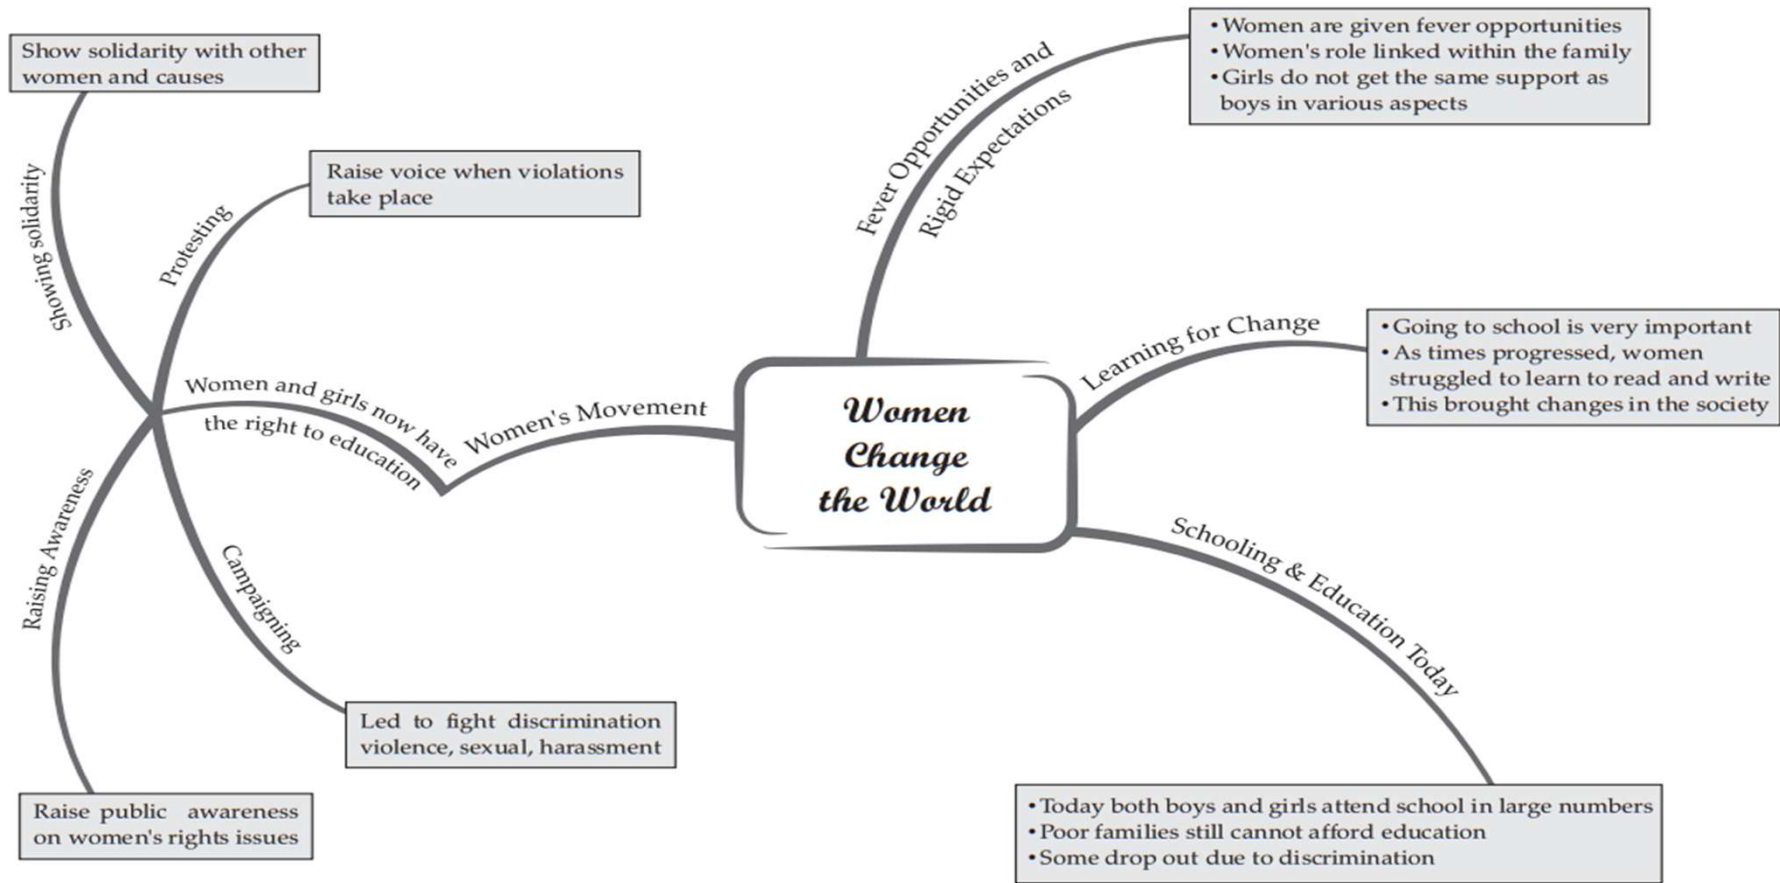 Women
Change
the World
Fever Opportunities and
Rigid Expectations
• Women are given fever opportunities
• Women's role linked within the family
• Girls do not get the same support as
boys in various aspects
Learning for Change
• Going to school is very important
• As times progressed, women
struggled to learn to read and write
• This brought changes in the society
Schooling & Education Today
• Today both boys and girls attend school in large numbers
• Poor families still cannot afford education
• Some drop out due to discrimination
Women's Movement
Women and girls now have
the right to education
Showing solidarity
Show solidarity with other
women and causes
Protesting
Raise voice when violations
take place
Campaigning
Led to fight discrimination
violence, sexual, harassment
Raising Awareness
Raise public awareness
on women's rights issues